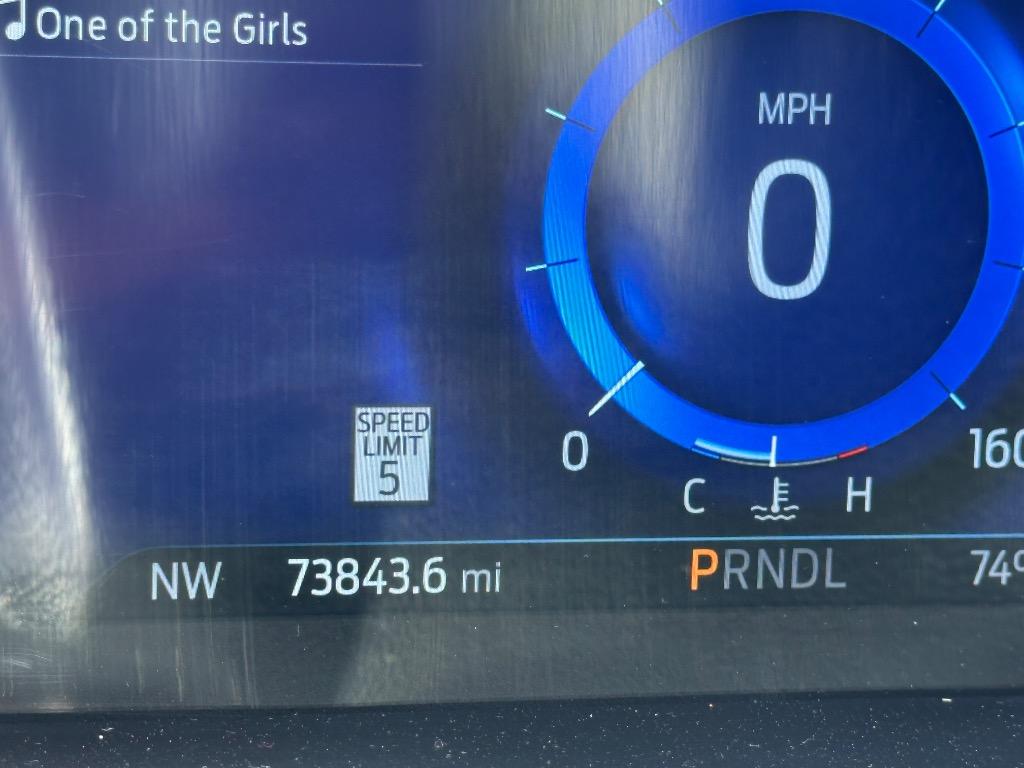 One of the Girls
MPH
0
SPEED
LIMIT
5
0
160
C
H
NW
73843.6 mi
PRNDL
74°